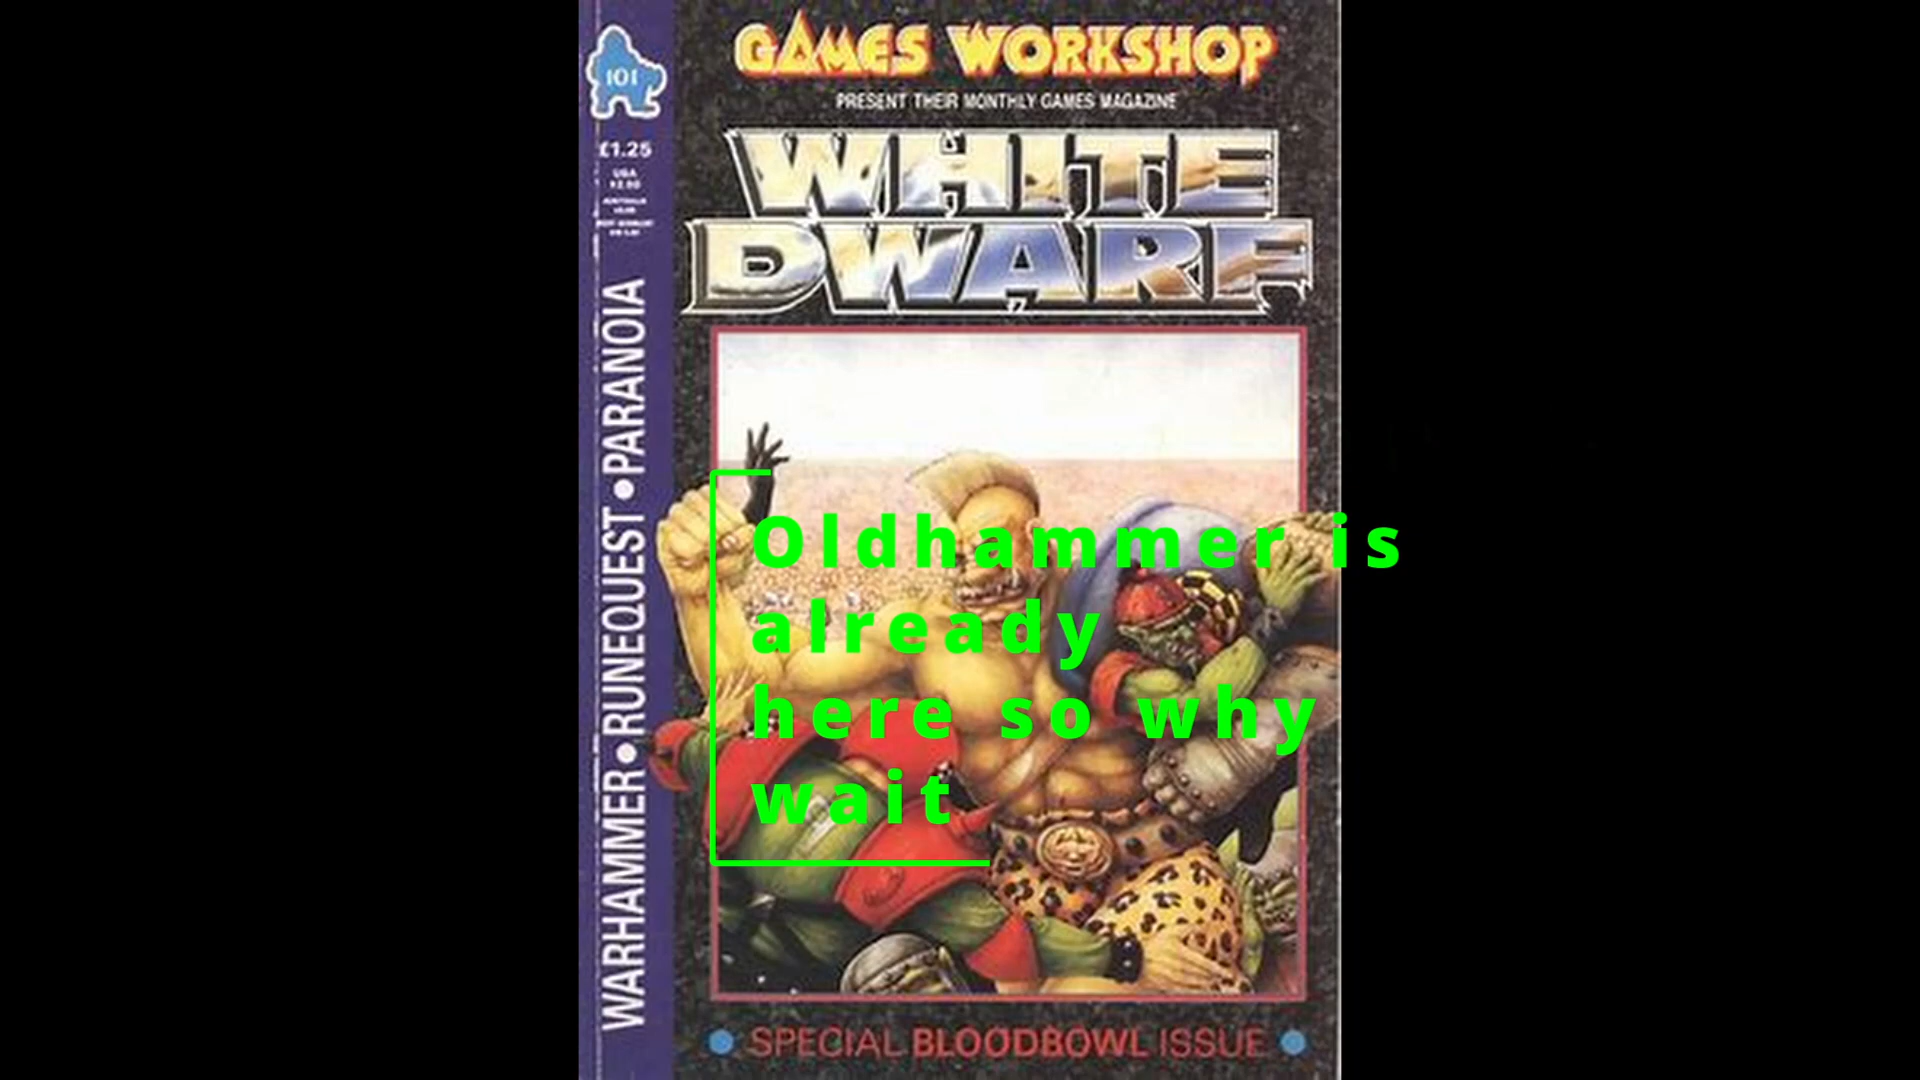 101
£1.25
USA
WARHAMMER • RUNEQUEST • PARANOIA
GAMES WORKSHOP
PRESENT THEIR MONTHLY GAMES MAGAZINE
WHITE
DWARF
Oldhammer is
already
here so why
wait
• SPECIAL BLOODBOWL ISSUE •